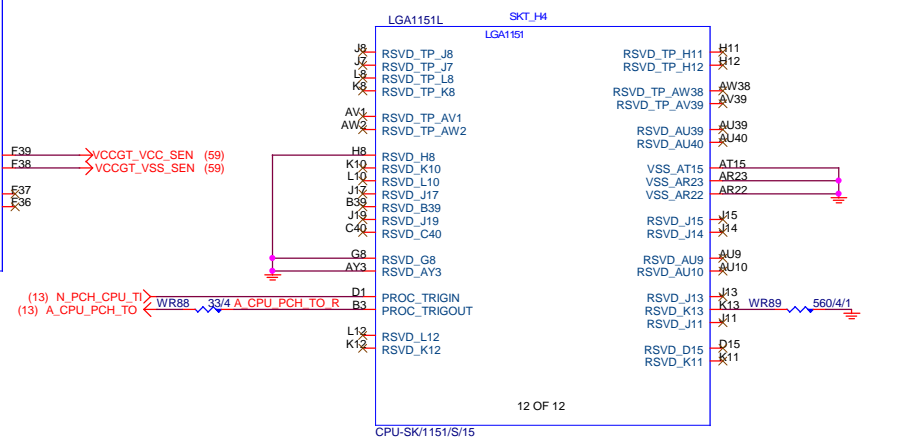 LGA1151L SKT_H4
LGA1151
J8 RSVD_TP_J8 RSVD_TP_H11 H11
J7 RSVD_TP_J7 RSVD_TP_H12 H12
L8 RSVD_TP_L8
K8 RSVD_TP_K8 RSVD_TP_AW38 AW38
RSVD_TP_AV39 AV39
AV1 RSVD_TP_AV1
AW2 RSVD_TP_AW2 RSVD_AU39 AU39
RSVD_AU40 AU40
F39 VCCGT_VCC_SEN (59) H8 RSVD_H8
F38 VCCGT_VSS_SEN (59) K10 RSVD_K10 VSS_AT15 AT15
L10 RSVD_L10 VSS_AR23 AR23
F37 J17 RSVD_J17 VSS_AR22 AR22
F36 B39 RSVD_B39
J19 RSVD_J19 RSVD_J15 J15
C40 RSVD_C40 RSVD_J14 J14
G8 RSVD_G8 RSVD_AU9 AU9
AY3 RSVD_AY3 RSVD_AU10 AU10
(13) N_PCH_CPU_TI D1 PROC_TRIGIN RSVD_J13 J13
(13) A_CPU_PCH_TO WR88 33/4 A_CPU_PCH_TO_R B3 PROC_TRIGOUT RSVD_K13 K13 WR89 560/4/1
RSVD_J11 J11
L12 RSVD_L12
K12 RSVD_K12 RSVD_D15 D15
RSVD_K11 K11
12 OF 12
CPU-SK/1151/S/15